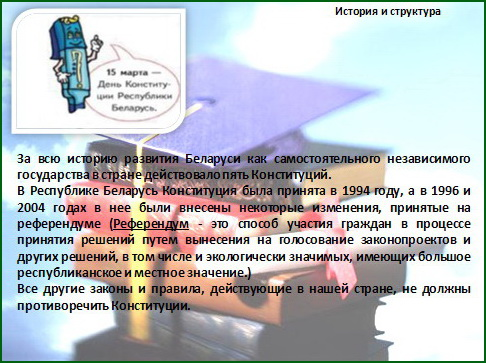 История и структура
15 марта —
День Конститу-
ции Республики
Беларусь.
За всю историю развития Беларуси как самостоятельного независимого
государства в стране действовало пять Конституций.
В Республике Беларусь Конституция была принята в 1994 году, а в 1996 и
2004 годах в нее были внесены некоторые изменения, принятые на
референдуме (Референдум - это способ участия граждан в процессе
принятия решений путем вынесения на голосование законопроектов и
других решений, в том числе и экологически значимых, имеющих большое
республиканское и местное значение.)
Все другие законы и правила, действующие в нашей стране, не должны
противоречить Конституции.